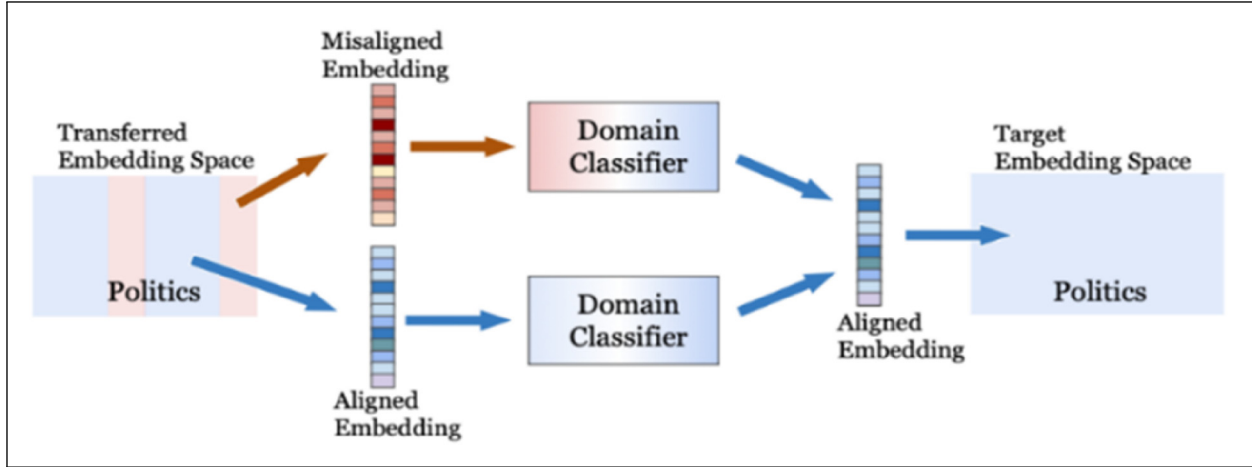 Misaligned
Embedding
Transferred
Embedding Space
Politics
Aligned
Embedding
Domain
Classifier
Domain
Classifier
Aligned
Embedding
Target
Embedding Space
Politics